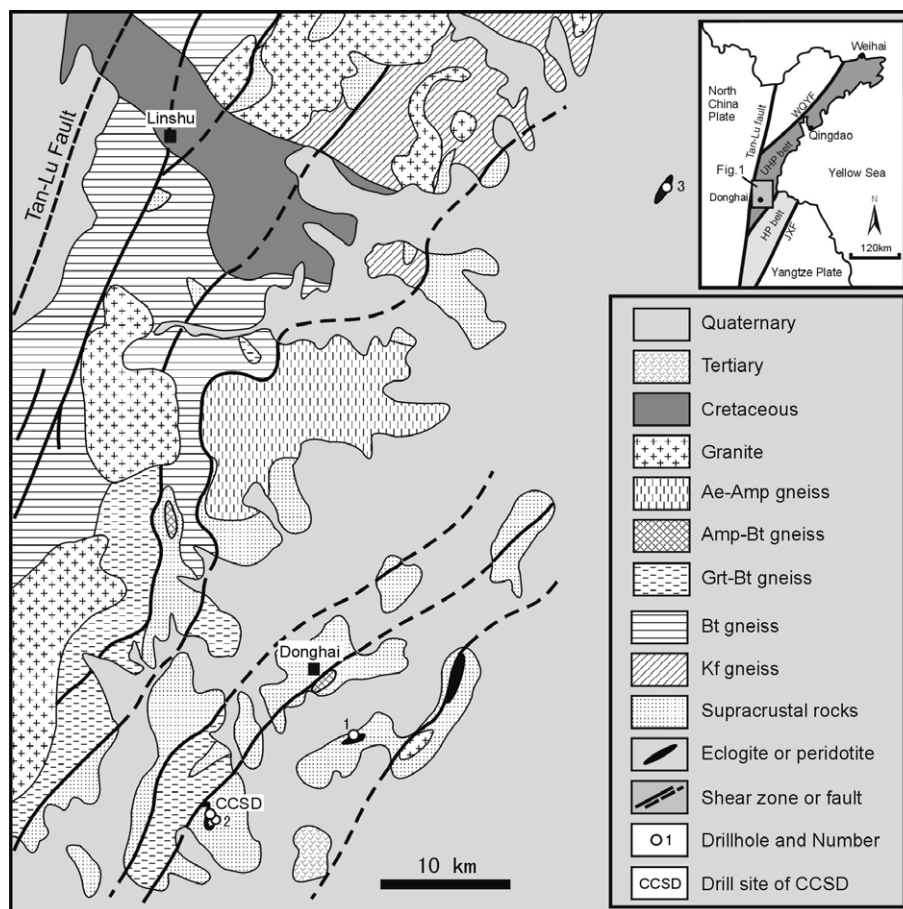 Linshu
Tan-Lu Fault
3
Donghai
1
CCSD
2
10 km
Weihai
North
China
Plate
WQYF
Tan-Lu fault
Qingdao
UHP belt
Fig.1
Yellow Sea
Donghai
N
HP belt
JXF
120km
Yangtze Plate
Quaternary
Tertiary
Cretaceous
Granite
Ae-Amp gneiss
Amp-Bt gneiss
Grt-Bt gneiss
Bt gneiss
Kf gneiss
Supracrustal rocks
Eclogite or peridotite
Shear zone or fault
1 Drillhole and Number
CCSD Drill site of CCSD